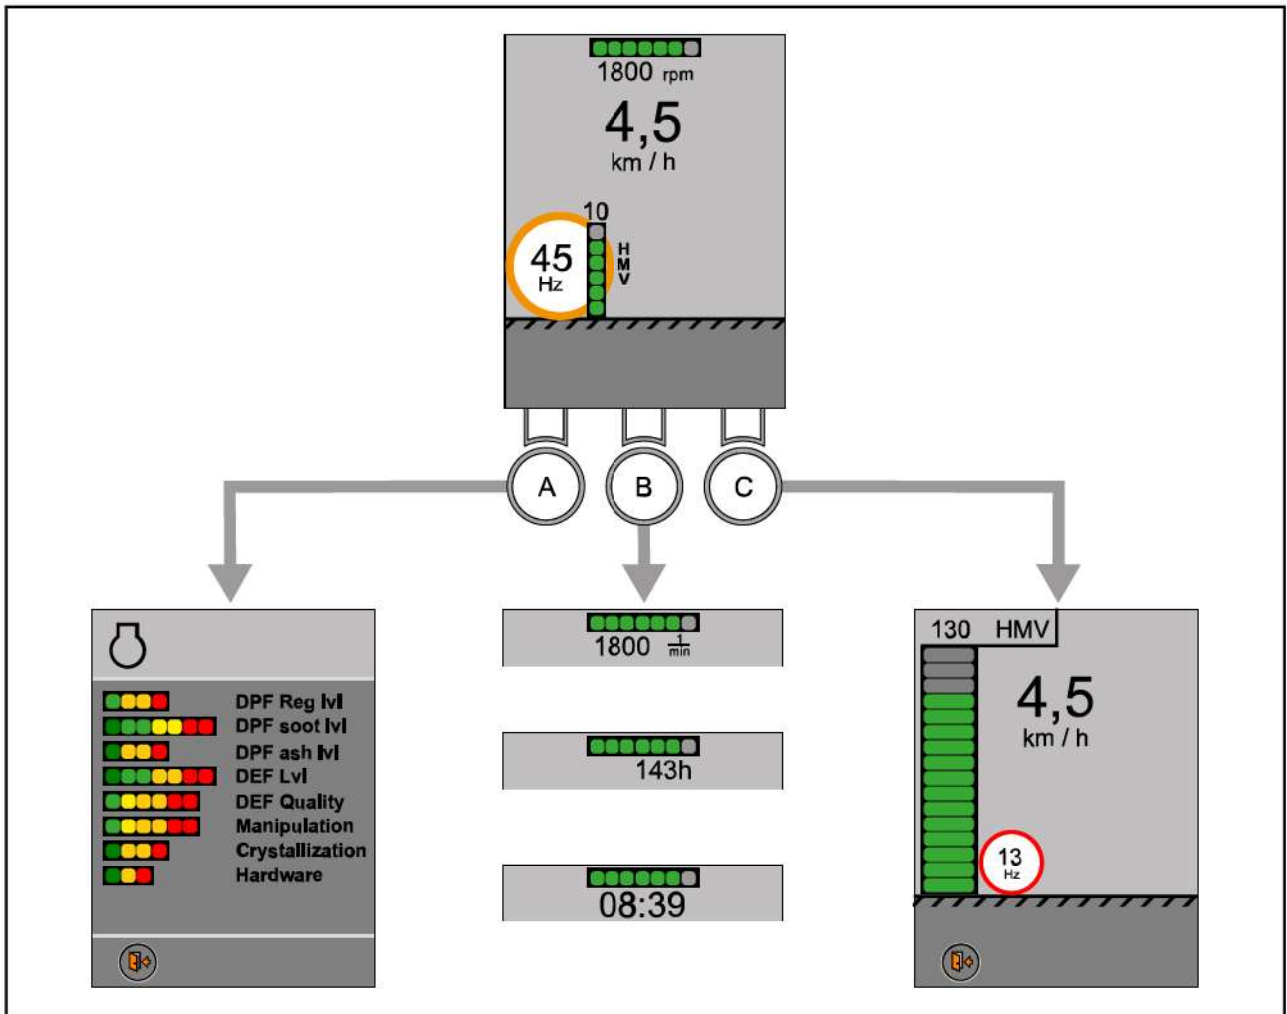 1800 rpm
4,5
km / h
10
45
Hz
H
M
V
A
B
C
DPF Reg lvl
DPF soot lvl
DPF ash lvl
DEF Lvl
DEF Quality
Manipulation
Crystallization
Hardware
1800 1/min
143h
08:39
130 HMV
4,5
km / h
13
Hz